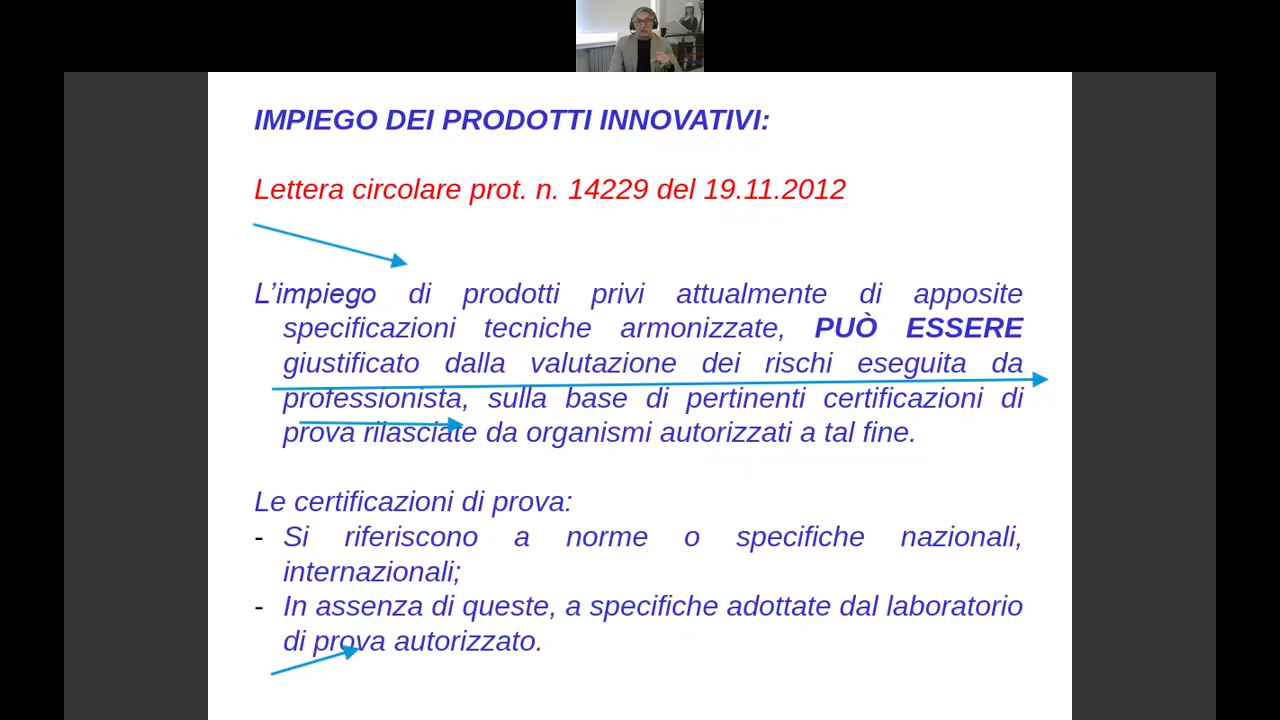 IMPIEGO DEI PRODOTTI INNOVATIVI:
Lettera circolare prot. n. 14229 del 19.11.2012
L’impiego di prodotti privi attualmente di apposite
specificazioni tecniche armonizzate, PUÒ ESSERE
giustificato dalla valutazione dei rischi eseguita da
professionista, sulla base di pertinenti certificazioni di
prova rilasciate da organismi autorizzati a tal fine.
Le certificazioni di prova:
- Si riferiscono a norme o specifiche nazionali,
internazionali;
- In assenza di queste, a specifiche adottate dal laboratorio
di prova autorizzato.